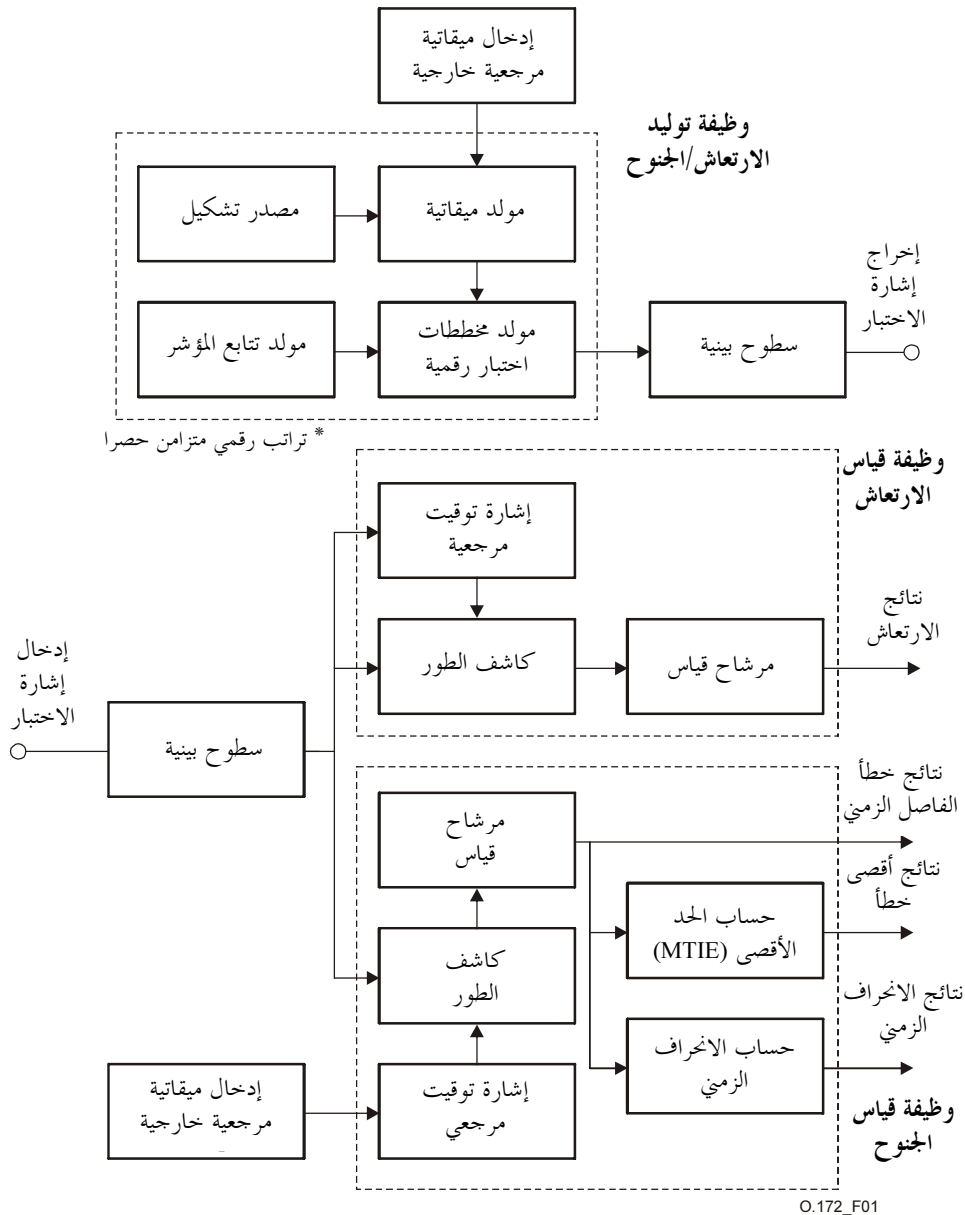 إدخال ميقاتية
مرجعية خارجية
وظيفة توليد
الارتعاش/الجنوح
مصدر تشكيل
مولد ميقاتية
إخراج
إشارة
الاختبار
مولد تتابع المؤشر
مولد مخططات
اختبار رقمية
سطوح بينية
* تراتب رقمي متزامن حصرا
وظيفة قياس
الارتعاش
إشارة توقيت
مرجعية
نتائج
الارتعاش
كاشف الطور
مرشاح قياس
إدخال
إشارة
الاختبار
سطوح بينية
نتائج خطأ
الفاصل الزمني
مرشاح
قياس
نتائج أقصى
خطأ
حساب الحد
الأقصى (MTIE)
كاشف
الطور
نتائج الانحراف
الزمني
حساب الانحراف
الزمني
إدخال ميقاتية
مرجعية خارجية
إشارة توقيت
مرجعي
وظيفة قياس
الجنوح
O.172_F01